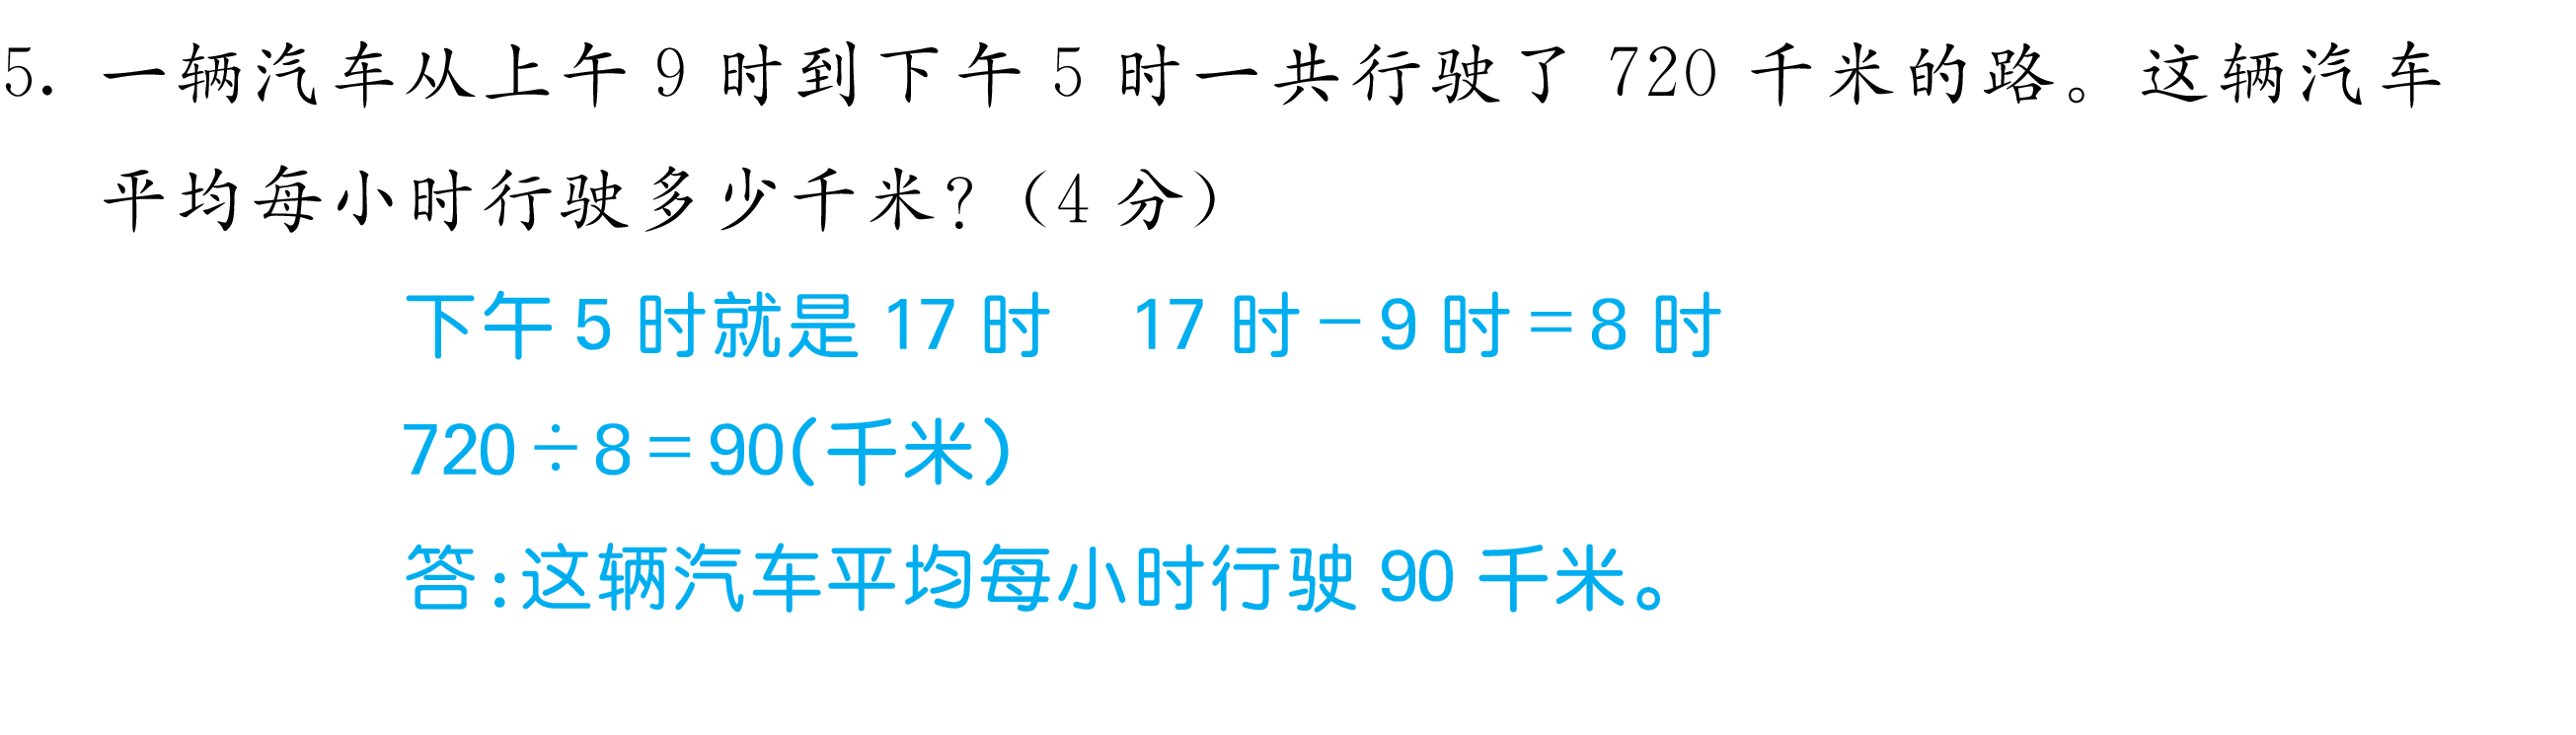 5. 一辆汽车从上午 9 时到下午 5 时一共行驶了 720 千米的路。这辆汽车
平均每小时行驶多少千米?（4 分）
下午 5 时就是 17 时 17 时－9 时＝8 时
720÷8＝90(千米)
答:这辆汽车平均每小时行驶 90 千米。